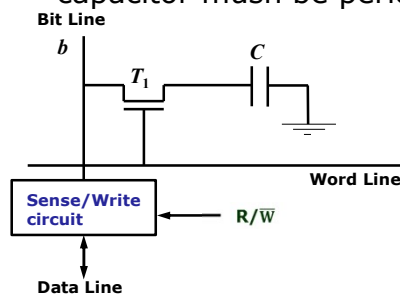 Bit Line
b
T1
C
Word Line
Sense/Write
circuit
R/W̅
Data Line